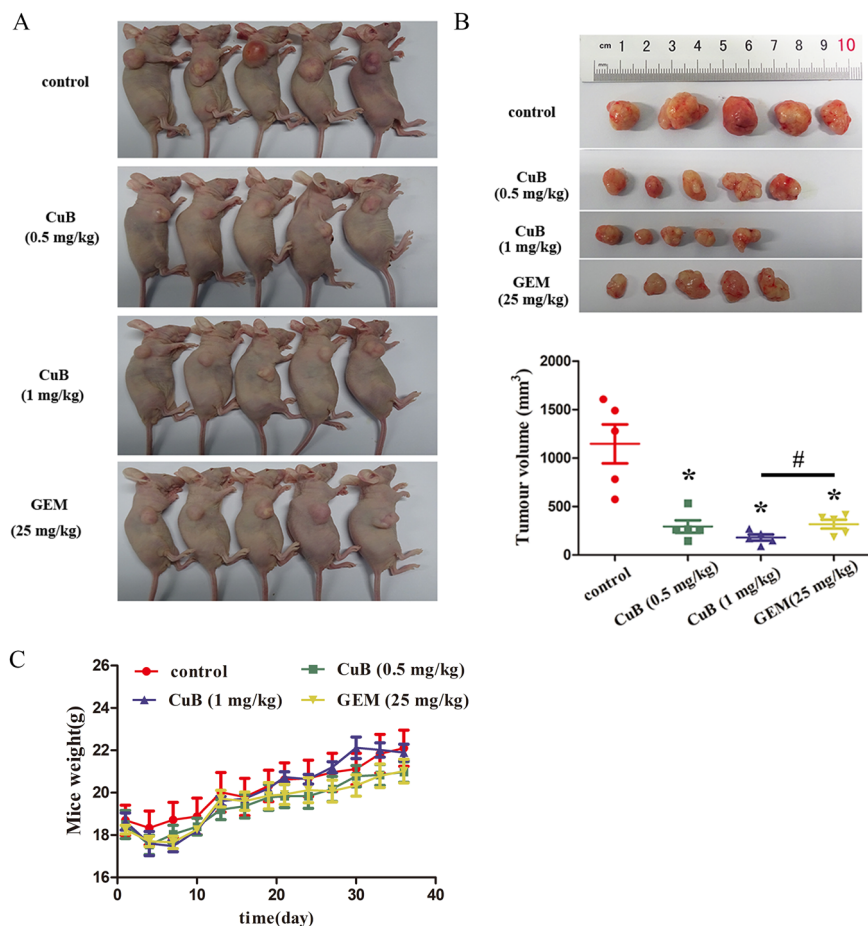 A
control
CuB
(0.5 mg/kg)
CuB
(1 mg/kg)
GEM
(25 mg/kg)
B
cm 1 2 3 4 5 6 7 8 9 10
mm
control
CuB
(0.5 mg/kg)
CuB
(1 mg/kg)
GEM
(25 mg/kg)
Tumour volume (mm³)
2000
1500
1000
500
0
* * * #
control
CuB (0.5 mg/kg)
CuB (1 mg/kg)
GEM(25 mg/kg)
C
control
CuB (0.5 mg/kg)
CuB (1 mg/kg)
GEM (25 mg/kg)
Mice weight(g)
26
24
22
20
18
16
0 10 20 30 40
time(day)